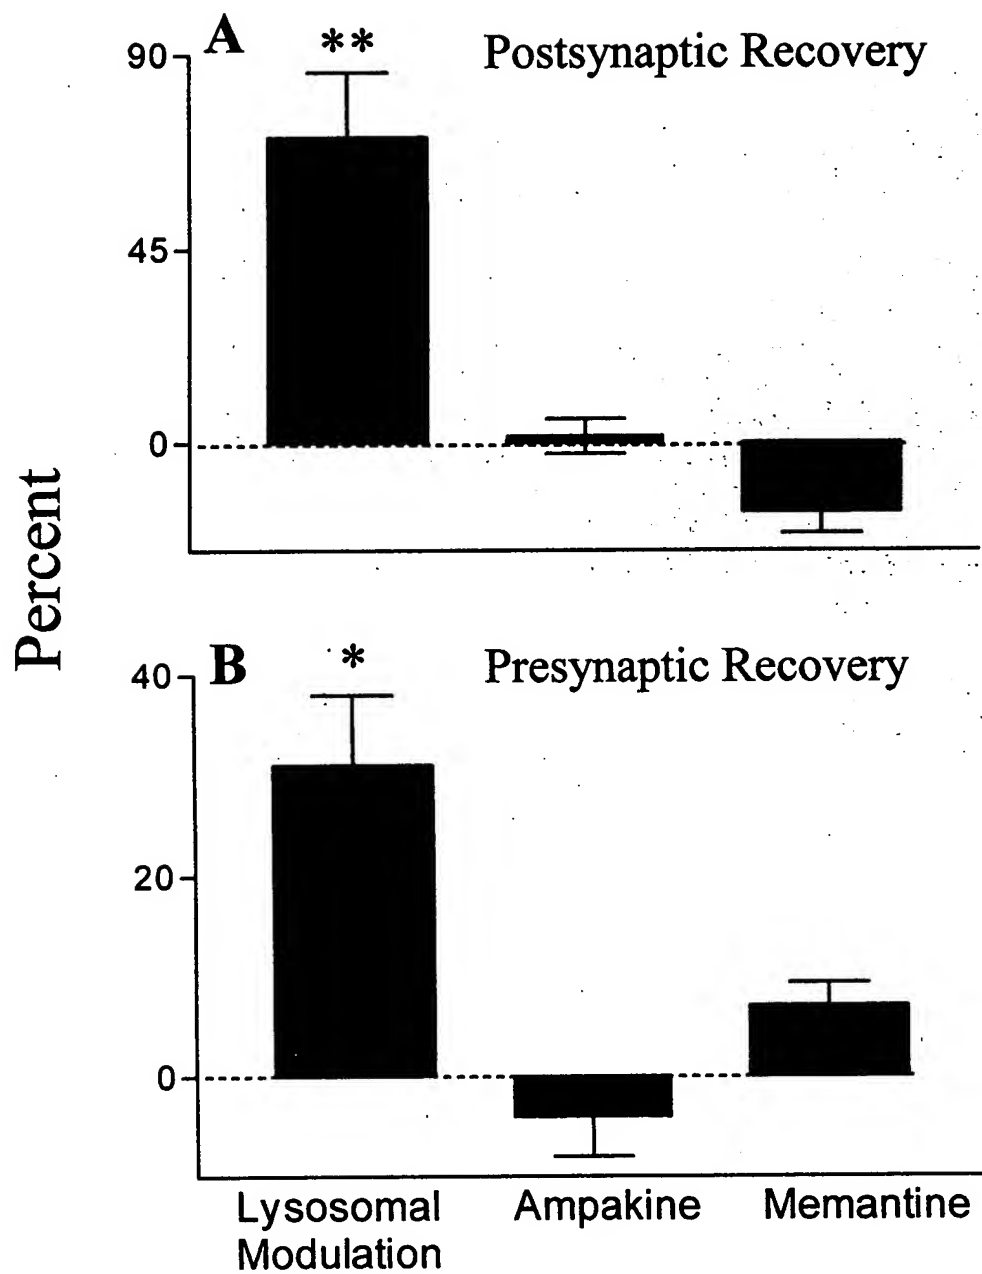 A
**
Postsynaptic Recovery
90
45
0
Percent
B
*
Presynaptic Recovery
40
20
0
Lysosomal
Modulation
Ampakine
Memantine